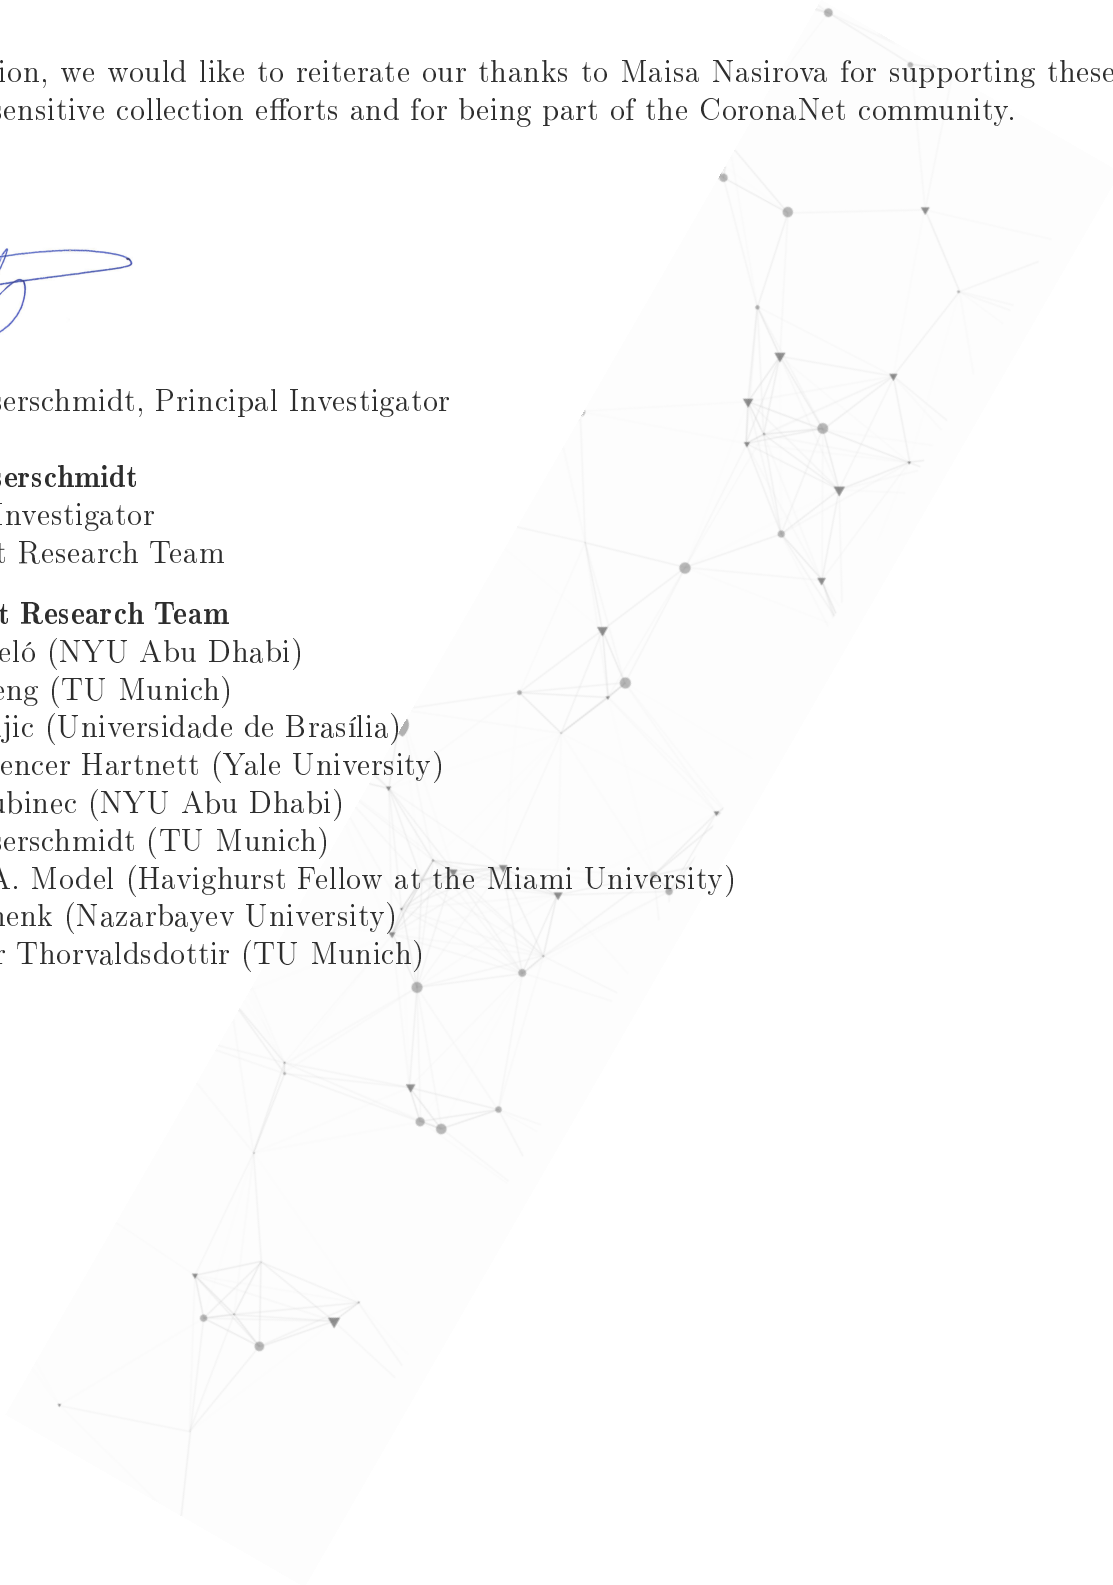 ion, we would like to reiterate our thanks to Maisa Nasirova for supporting these
sensitive collection efforts and for being part of the CoronaNet community.
serschmidt, Principal Investigator
serschmidt
Investigator
t Research Team
t Research Team
eló (NYU Abu Dhabi)
eng (TU Munich)
jic (Universidade de Brasília)
encer Hartnett (Yale University)
ubinec (NYU Abu Dhabi)
serschmidt (TU Munich)
A. Model (Havighurst Fellow at the Miami University)
henk (Nazarbayev University)
r Thorvaldsdottir (TU Munich)